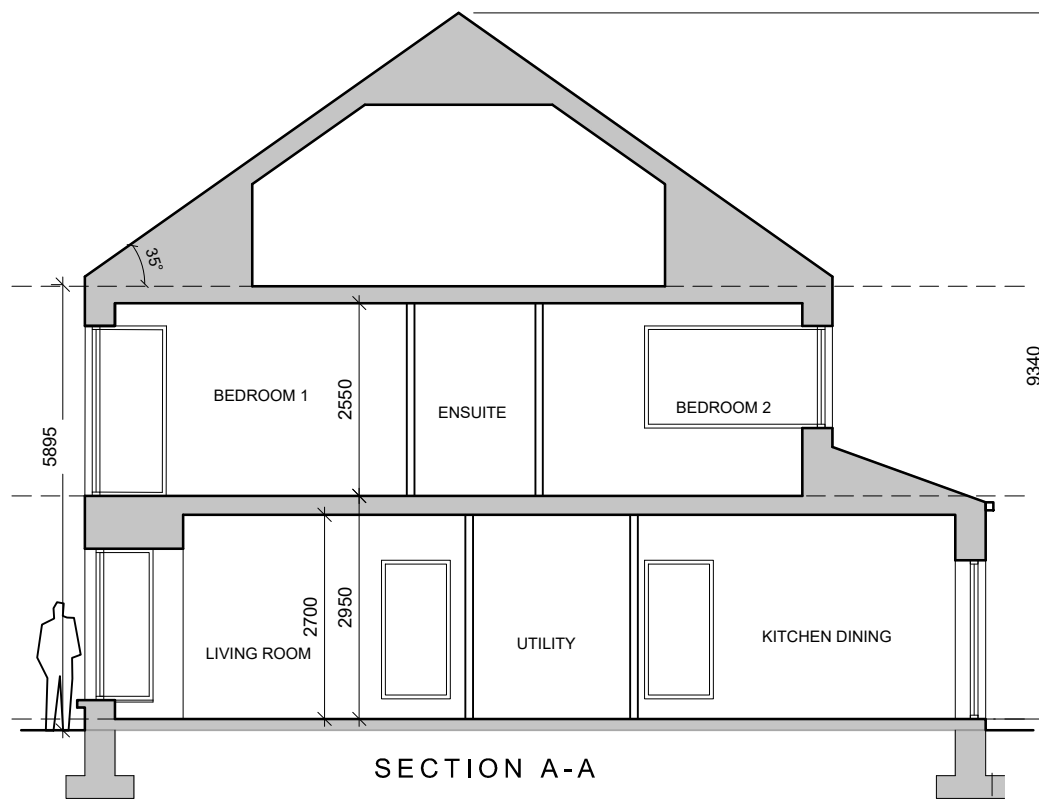 35°
9340
2550
BEDROOM 1
ENSUITE
BEDROOM 2
5895
2700
2950
LIVING ROOM
UTILITY
KITCHEN DINING
SECTION A-A